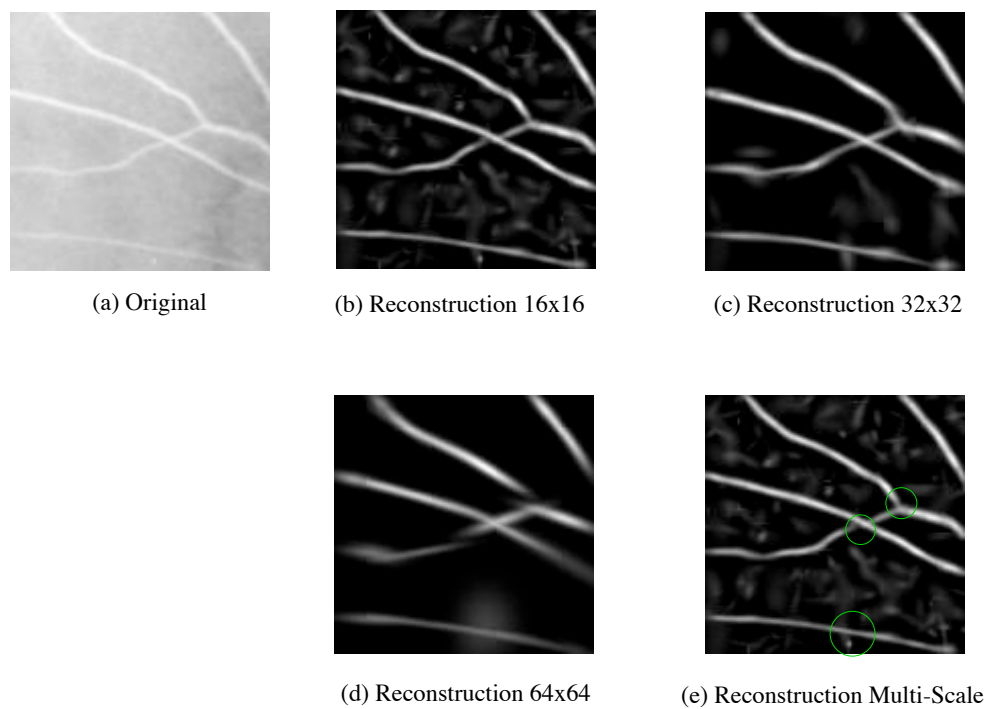 (a) Original
(b) Reconstruction 16x16
(c) Reconstruction 32x32
(d) Reconstruction 64x64
(e) Reconstruction Multi-Scale